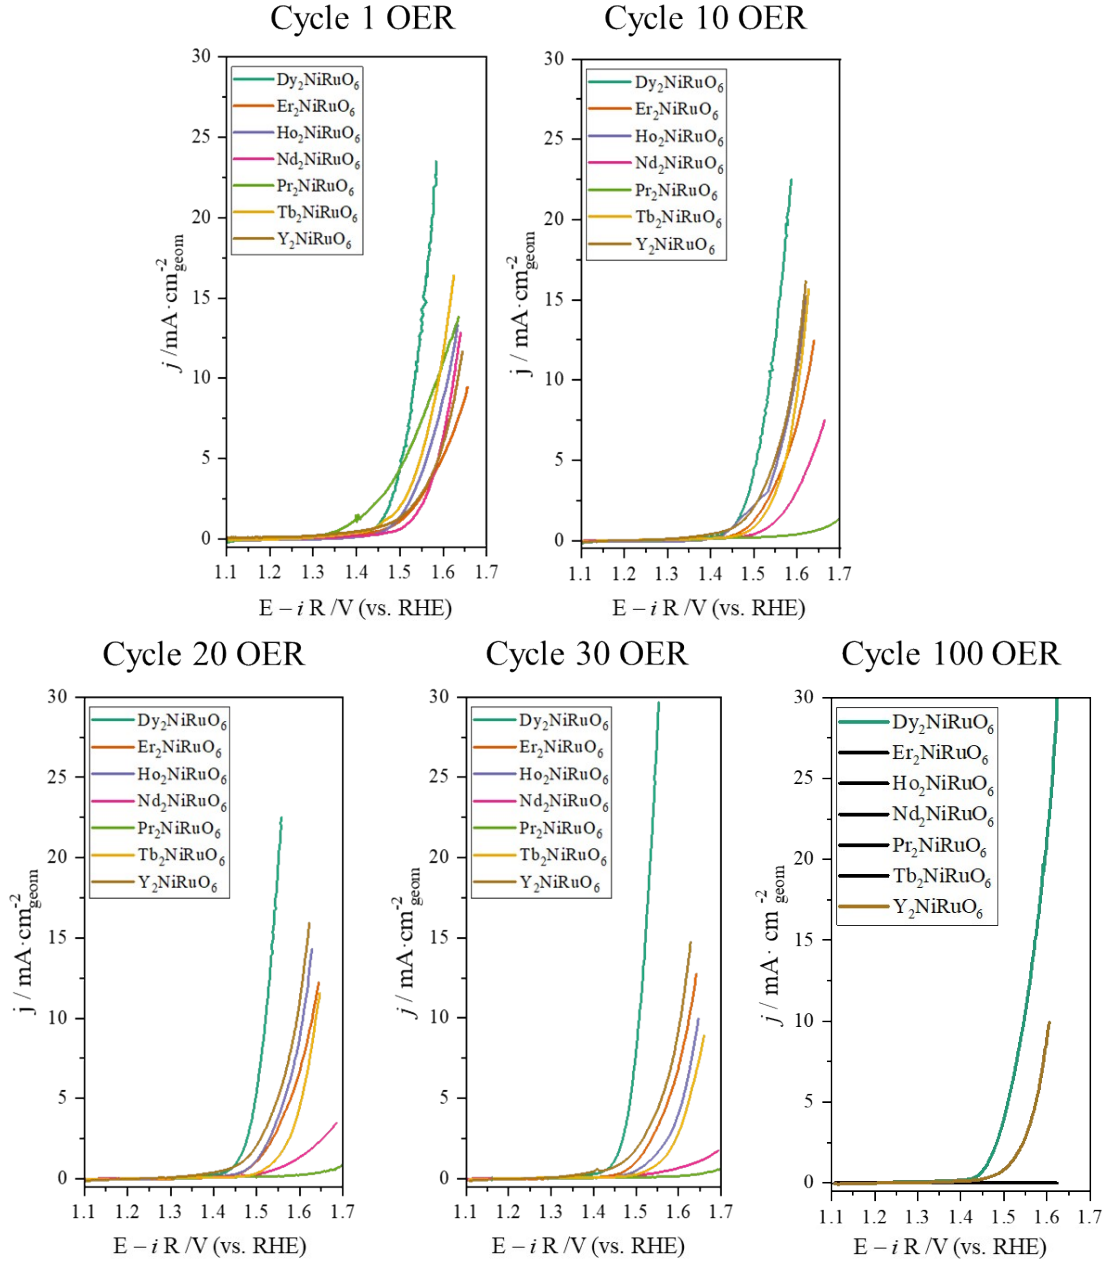 Cycle 1 OER
30
25
20
15
10
5
0
j /mA·cm⁻²geom
Dy₂NiRuO₆
Er₂NiRuO₆
Ho₂NiRuO₆
Nd₂NiRuO₆
Pr₂NiRuO₆
Tb₂NiRuO₆
Y₂NiRuO₆
1.1 1.2 1.3 1.4 1.5 1.6 1.7
E – i R /V (vs. RHE)
Cycle 10 OER
30
25
20
15
10
5
0
j / mA·cm⁻²geom
Dy₂NiRuO₆
Er₂NiRuO₆
Ho₂NiRuO₆
Nd₂NiRuO₆
Pr₂NiRuO₆
Tb₂NiRuO₆
Y₂NiRuO₆
1.1 1.2 1.3 1.4 1.5 1.6 1.7
E – i R /V (vs. RHE)
Cycle 20 OER
30
25
20
15
10
5
0
j / mA·cm⁻²geom
Dy₂NiRuO₆
Er₂NiRuO₆
Ho₂NiRuO₆
Nd₂NiRuO₆
Pr₂NiRuO₆
Tb₂NiRuO₆
Y₂NiRuO₆
1.1 1.2 1.3 1.4 1.5 1.6 1.7
E – i R /V (vs. RHE)
Cycle 30 OER
30
25
20
15
10
5
0
j / mA·cm⁻²geom
Dy₂NiRuO₆
Er₂NiRuO₆
Ho₂NiRuO₆
Nd₂NiRuO₆
Pr₂NiRuO₆
Tb₂NiRuO₆
Y₂NiRuO₆
1.1 1.2 1.3 1.4 1.5 1.6 1.7
E – i R /V (vs. RHE)
Cycle 100 OER
30
25
20
15
10
5
0
j / mA· cm⁻²geom
Dy₂NiRuO₆
Er₂NiRuO₆
Ho₂NiRuO₆
Nd₂NiRuO₆
Pr₂NiRuO₆
Tb₂NiRuO₆
Y₂NiRuO₆
1.1 1.2 1.3 1.4 1.5 1.6 1.7
E – i R /V (vs. RHE)